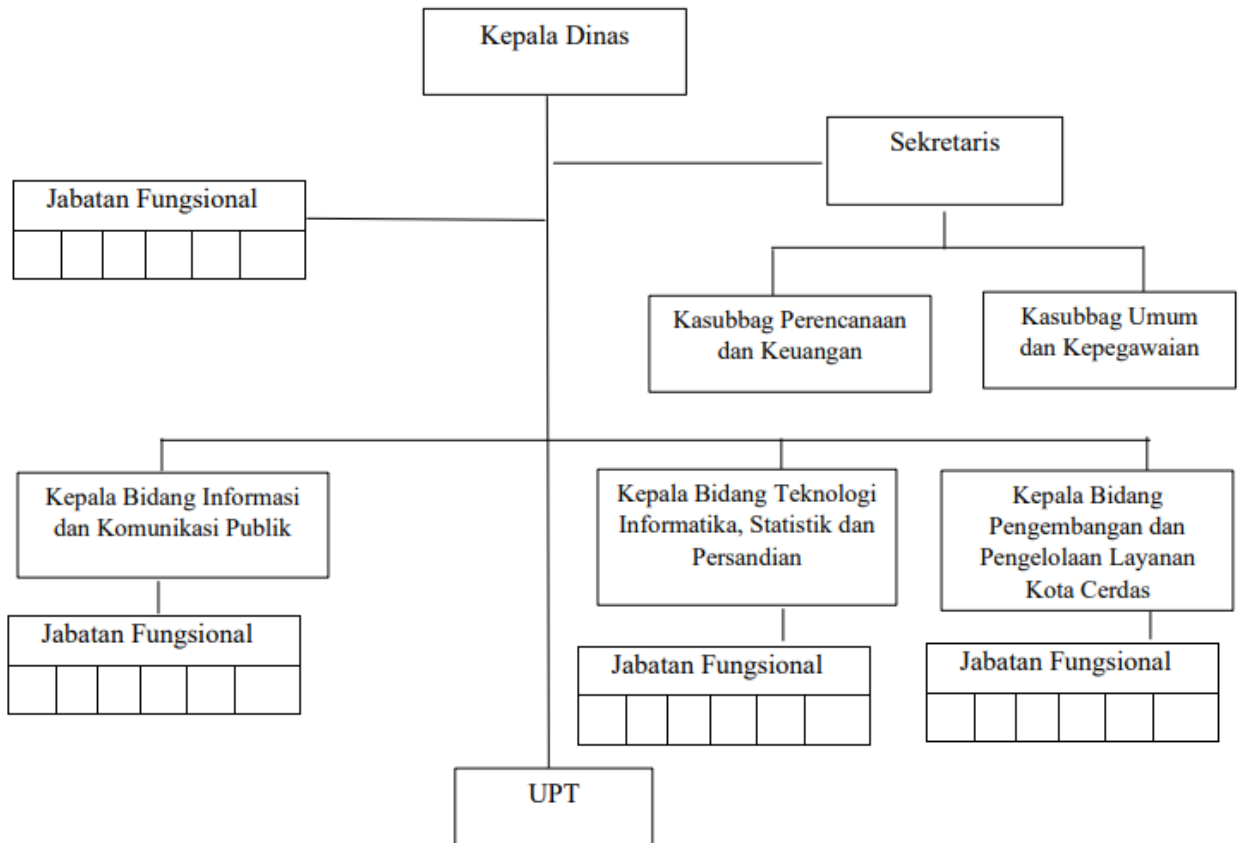 Kepala Dinas
Sekretaris
Jabatan Fungsional
Kasubbag Perencanaan
dan Keuangan
Kasubbag Umum
dan Kepegawaian
Kepala Bidang Informasi
dan Komunikasi Publik
Kepala Bidang Teknologi
Informatika, Statistik dan
Persandian
Kepala Bidang
Pengembangan dan
Pengelolaan Layanan
Kota Cerdas
Jabatan Fungsional
Jabatan Fungsional
Jabatan Fungsional
UPT